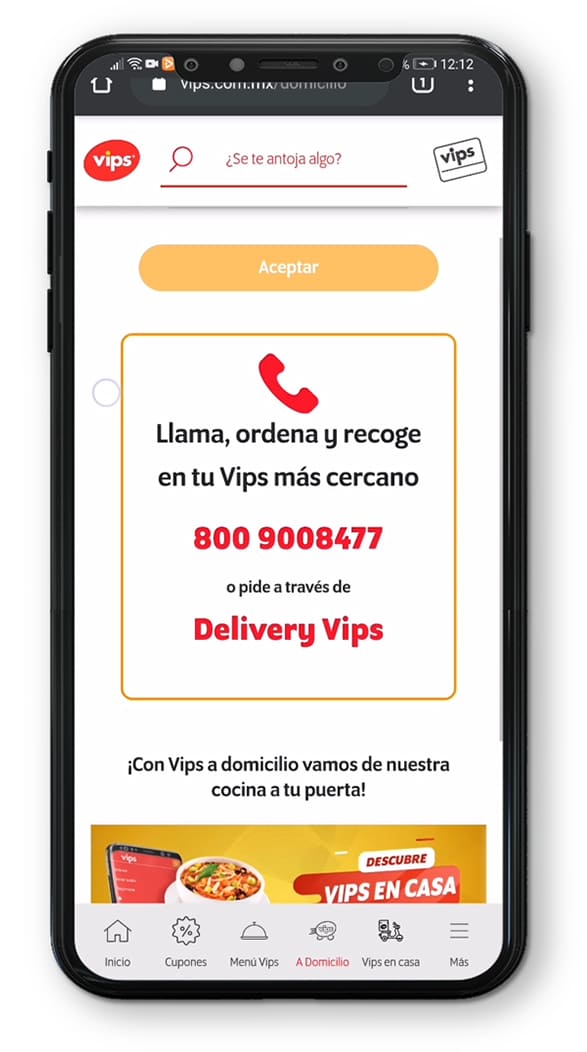 % 12:12
vips.com.mx/domicilio
1
vips
¿Se te antoja algo?
vips
Aceptar
Llama, ordena y recoge
en tu Vips más cercano
800 9008477
o pide a través de
Delivery Vips
¡Con Vips a domicilio vamos de nuestra
cocina a tu puerta!
vips
DESCUBRE
VIPS EN CASA
Inicio
Cupones
Menú Vips
A Domicilio
Vips en casa
Más